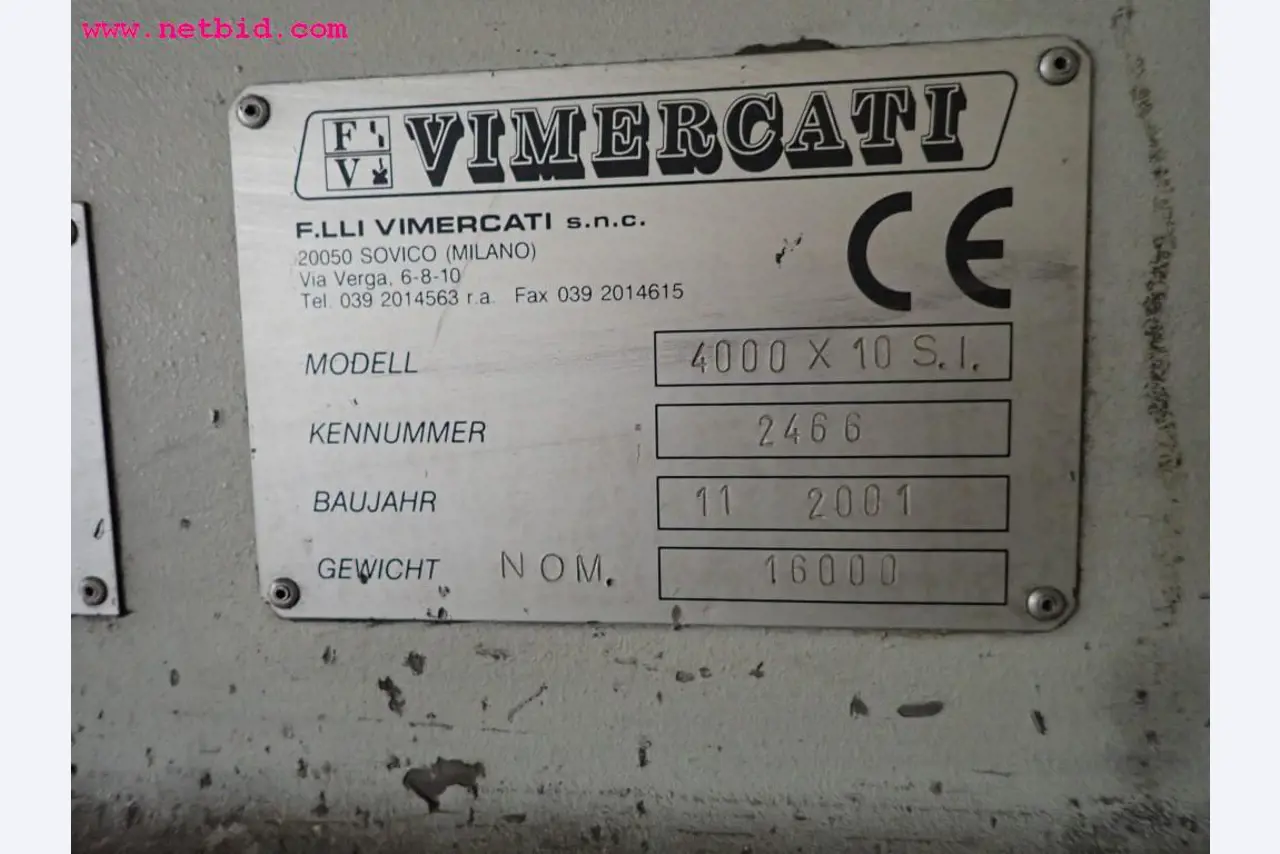 www.netbid.com
F
V
VIMERCATI
F.LLI VIMERCATI s.n.c.
20050 SOVICO (MILANO)
Via Verga, 6-8-10
Tel. 039 2014563 r.a. Fax 039 2014615
CE
MODELL 4000 X 10 S.I.
KENNUMMER 2466
BAUJAHR 11 2001
GEWICHT NOM. 16000